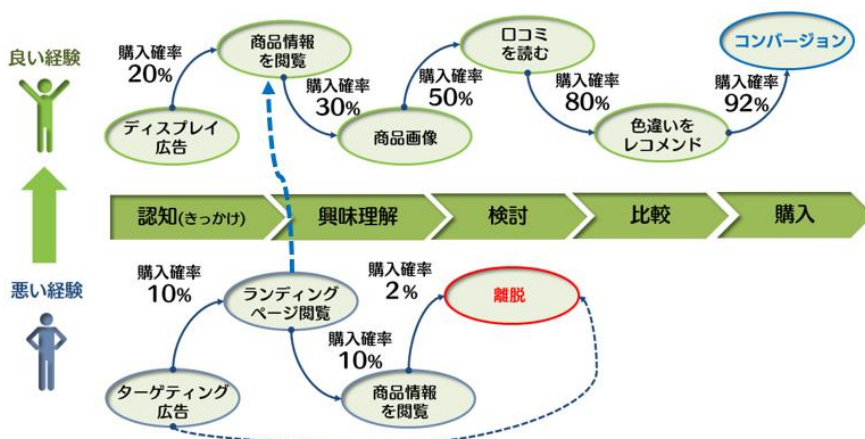 良い経験
購入確率
20%
商品情報
を閲覧
ディスプレイ
広告
購入確率
30%
商品画像
購入確率
50%
口コミ
を読む
購入確率
80%
色違いを
レコメンド
購入確率
92%
コンバージョン
認知(きっかけ)
興味理解
検討
比較
購入
悪い経験
購入確率
10%
ランディング
ページ閲覧
ターゲティング
広告
購入確率
10%
商品情報
を閲覧
購入確率
2%
離脱